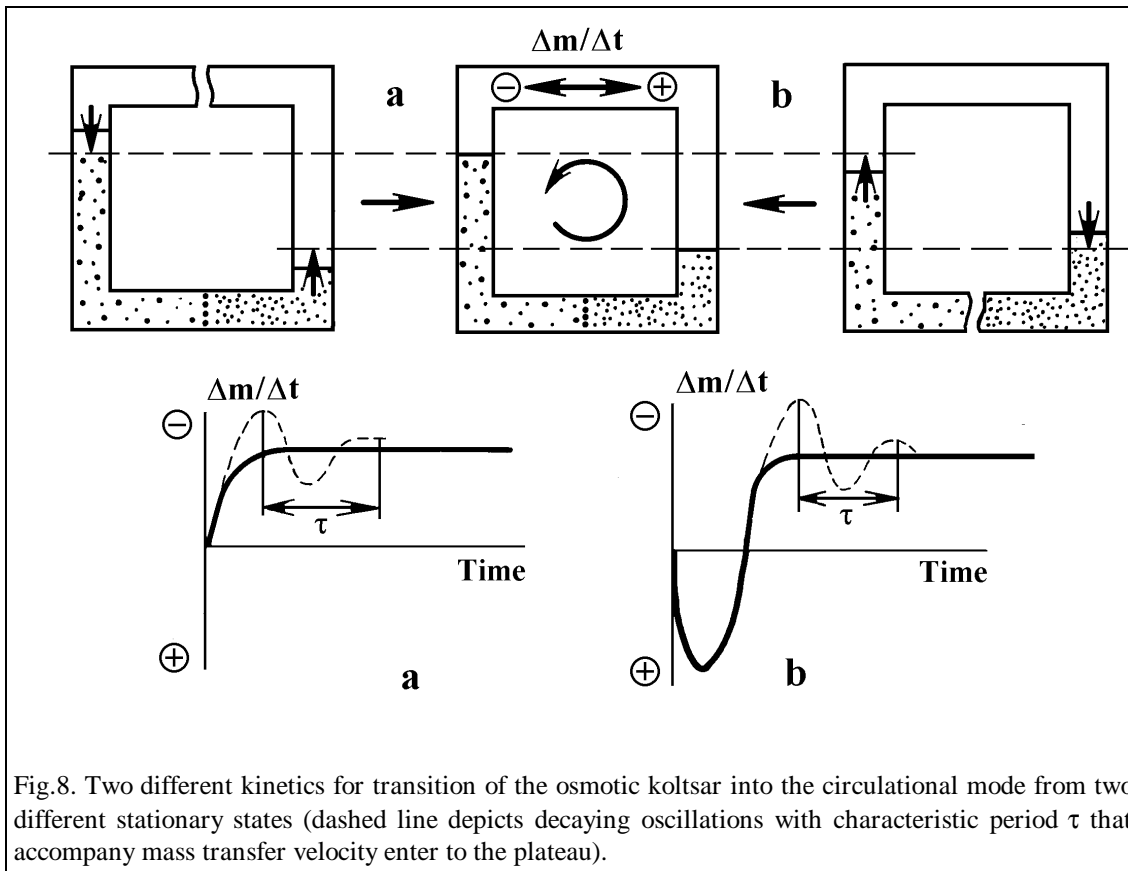 Δm/Δt
⊖ ⊕
a b
Δm/Δt
⊖
τ
Time
⊕
a
Δm/Δt
⊖
τ
Time
⊕
b
Fig.8. Two different kinetics for transition of the osmotic koltsar into the circulational mode from two
different stationary states (dashed line depicts decaying oscillations with characteristic period τ that
accompany mass transfer velocity enter to the plateau).